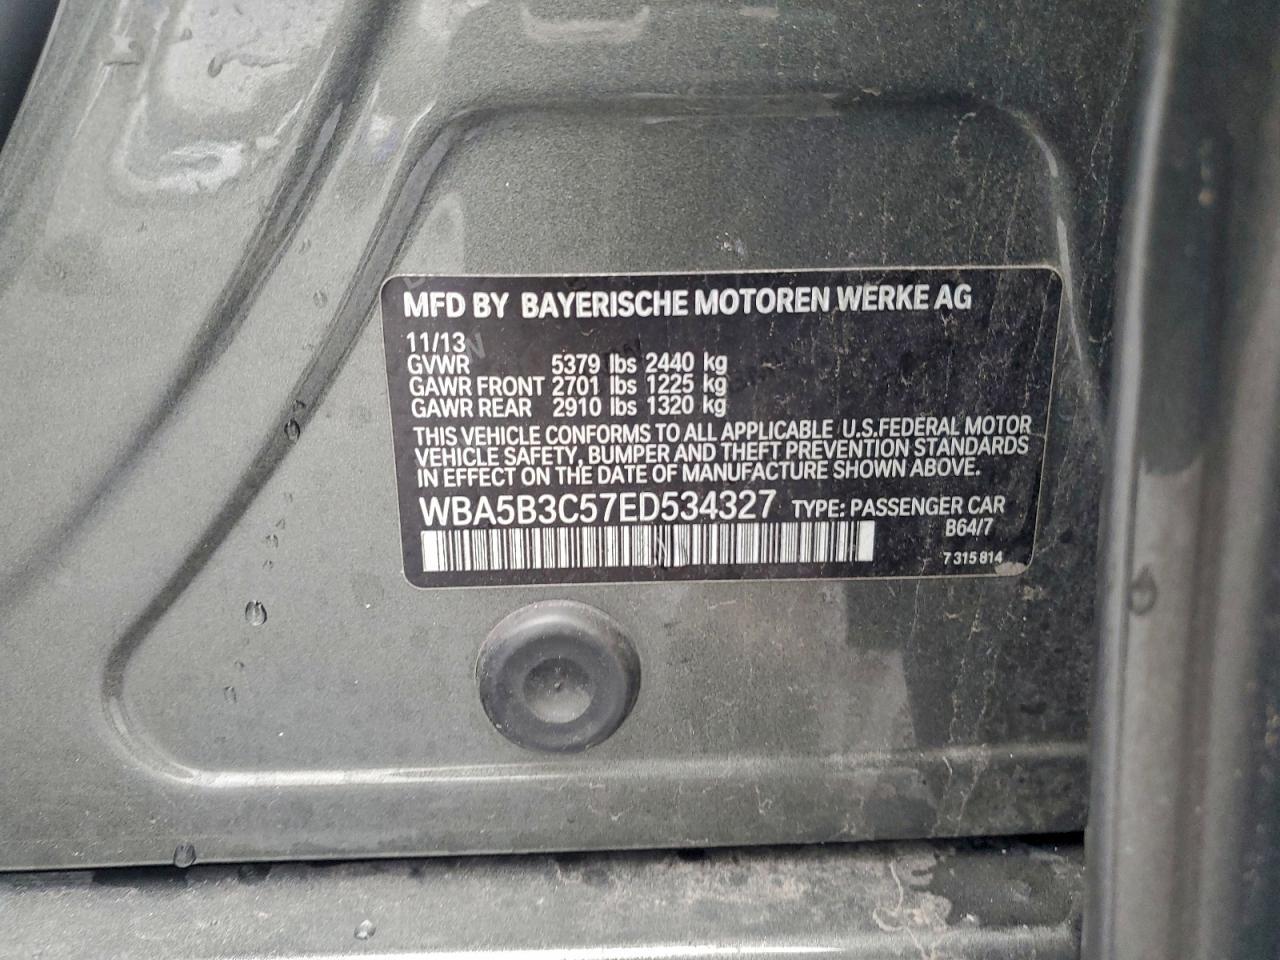 MFD BY BAYERISCHE MOTOREN WERKE AG
11/13
GVWR 5379 lbs 2440 kg
GAWR FRONT 2701 lbs 1225 kg
GAWR REAR 2910 lbs 1320 kg
THIS VEHICLE CONFORMS TO ALL APPLICABLE U.S.FEDERAL MOTOR
VEHICLE SAFETY, BUMPER AND THEFT PREVENTION STANDARDS
IN EFFECT ON THE DATE OF MANUFACTURE SHOWN ABOVE.
WBA5B3C57ED534327 TYPE: PASSENGER CAR
B64/7
7 315 814